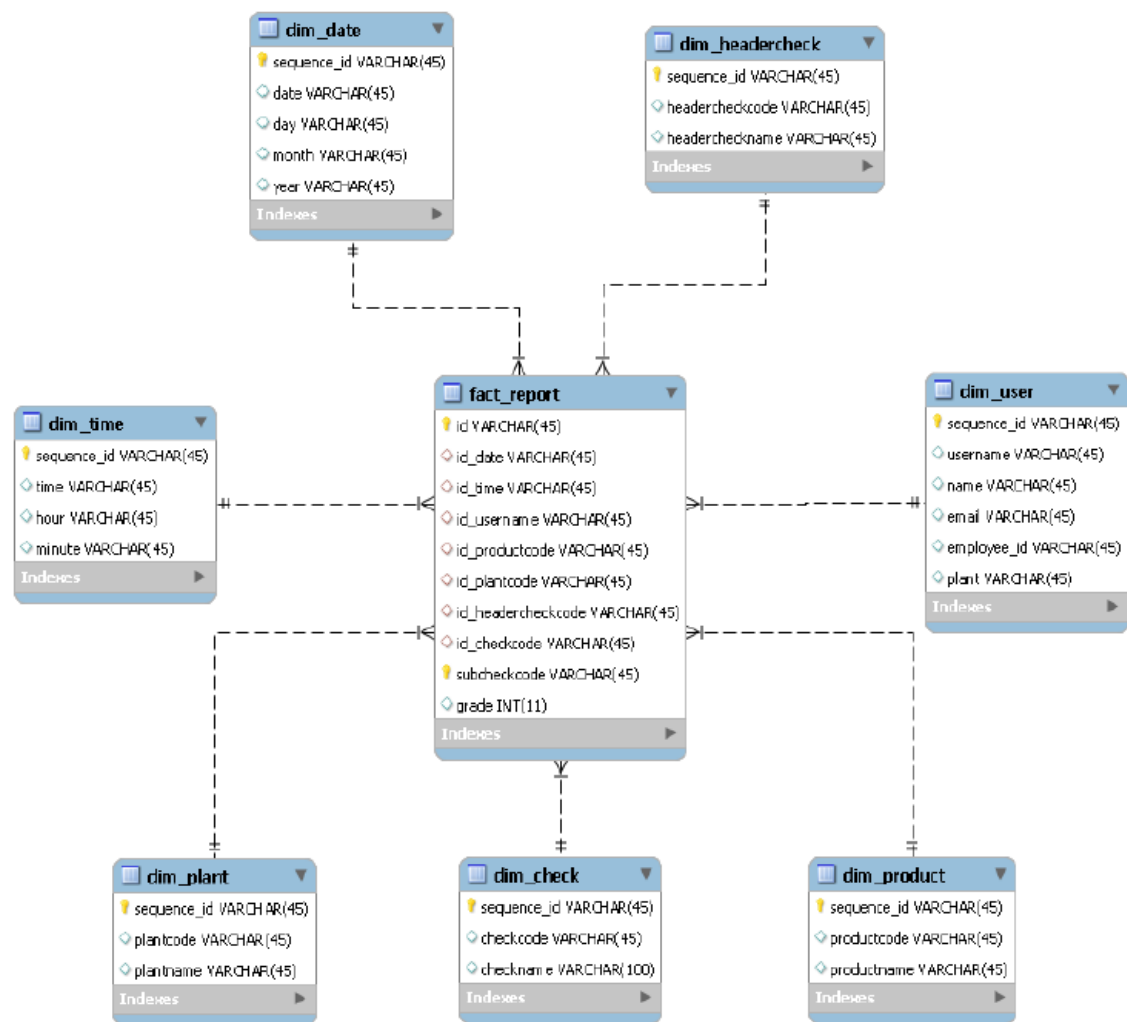 dim_date
sequence_id VARCHAR(45)
date VARCHAR(45)
day VARCHAR(45)
month VARCHAR(45)
year VARCHAR(45)
Indexes
dim_headercheck
sequence_id VARCHAR(45)
headercheckcode VARCHAR(45)
headercheckname VARCHAR(45)
Indexes
dim_time
sequence_id VARCHAR(45)
time VARCHAR(45)
hour VARCHAR(45)
minute VARCHAR(45)
Indexes
fact_report
id VARCHAR(45)
id_date VARCHAR(45)
id_time VARCHAR(45)
id_username VARCHAR(45)
id_productcode VARCHAR(45)
id_plantcode VARCHAR(45)
id_headercheckcode VARCHAR(45)
id_checkcode VARCHAR(45)
subcheckcode VARCHAR(45)
grade INT(11)
Indexes
dim_user
sequence_id VARCHAR(45)
username VARCHAR(45)
name VARCHAR(45)
email VARCHAR(45)
employee_id VARCHAR(45)
plant VARCHAR(45)
Indexes
dim_plant
sequence_id VARCHAR(45)
plantcode VARCHAR(45)
plantname VARCHAR(45)
Indexes
dim_check
sequence_id VARCHAR(45)
checkcode VARCHAR(45)
checkname VARCHAR(100)
Indexes
dim_product
sequence_id VARCHAR(45)
productcode VARCHAR(45)
productname VARCHAR(45)
Indexes